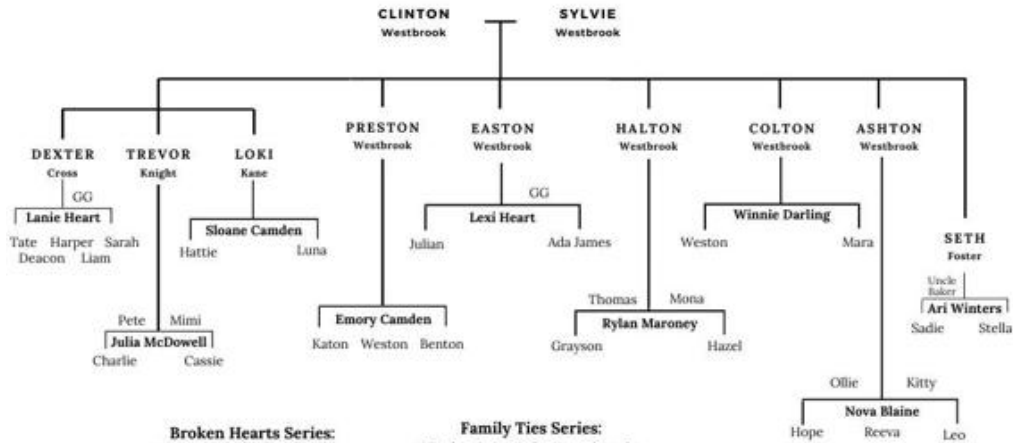 CLINTON SYLVIE
Westbrook Westbrook
PRESTON EASTON HALTON COLTON ASHTON
Westbrook Westbrook Westbrook Westbrook Westbrook
DEXTER TREVOR LOKI
Cross Knight Kane
GG GG
Lanie Heart Lexi Heart Winnie Darling
Sloane Camden
Tate Harper Sarah Hattie Luna Julian Ada James Weston Mara
Deacon Liam
SETH
Foster
Uncle
Baker
Ari Winters
Sadie Stella
Thomas Mona
Pete Mimi
Emory Camden Rylan Maroney
Julia McDowell Katon Weston Benton Grayson Hazel
Charlie Cassie
Ollie Kitty
Nova Blaine
Hope Reeva Leo
Broken Hearts Series: Family Ties Series: